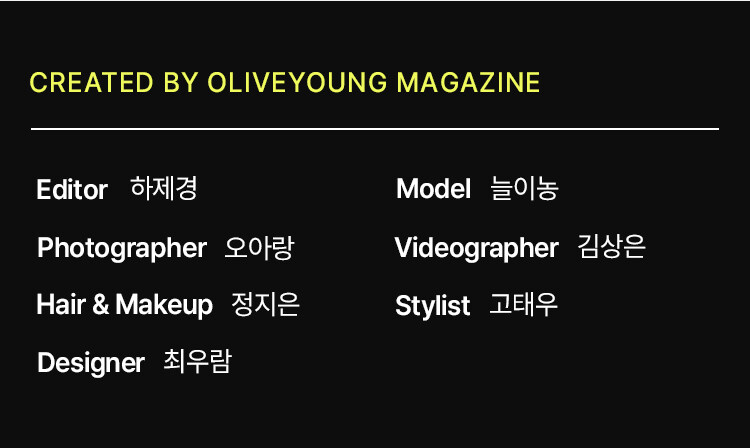 CREATED BY OLIVEYOUNG MAGAZINE
Editor 하제경 Model 늘이농
Photographer 오아랑 Videographer 김상은
Hair & Makeup 정지은 Stylist 고태우
Designer 최우람